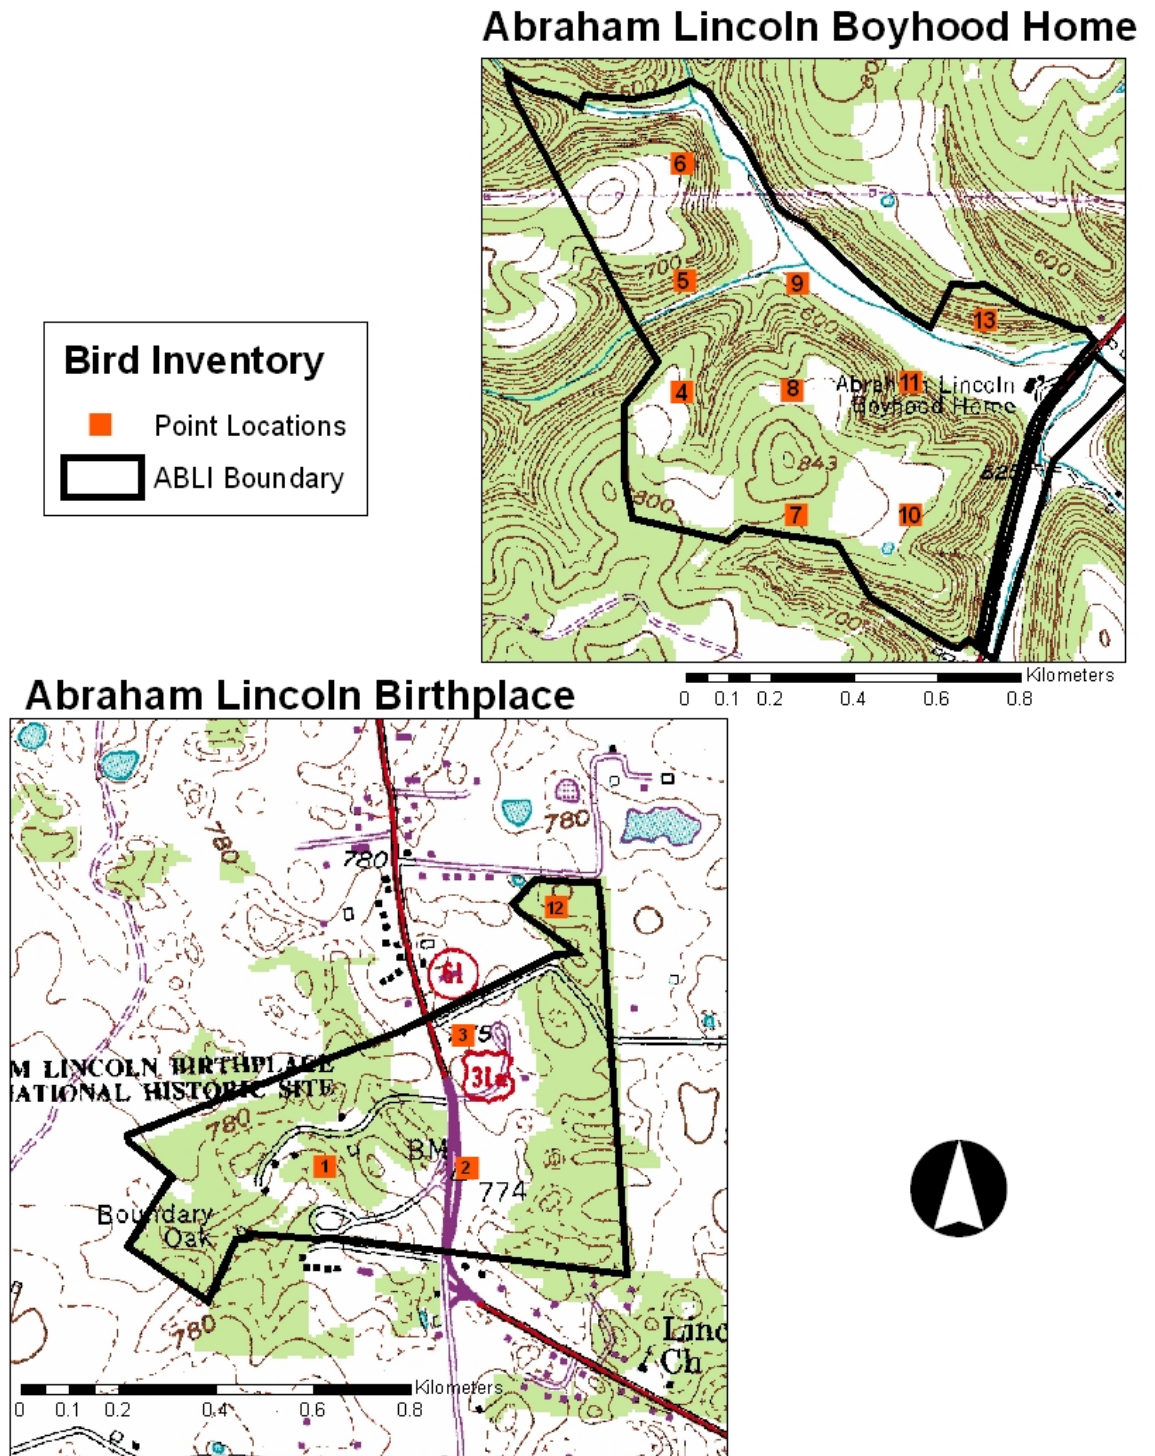 Abraham Lincoln Boyhood Home
600
80
6
700
5
9
600
600
13
4
8
11
Abraham Lincoln
Boyhood Home
843
800
7
10
700
0 0.1 0.2 0.4 0.6 0.8 Kilometers
Bird Inventory
Point Locations
ABLI Boundary
Abraham Lincoln Birthplace
780
780
780
12
61
3
31E
M LINCOLN BIRTHPLACE
NATIONAL HISTORIC SITE
780
BM
1
2
774
Boundary
Oak
780
Linc
Ch
0 0.1 0.2 0.4 0.6 0.8 Kilometers